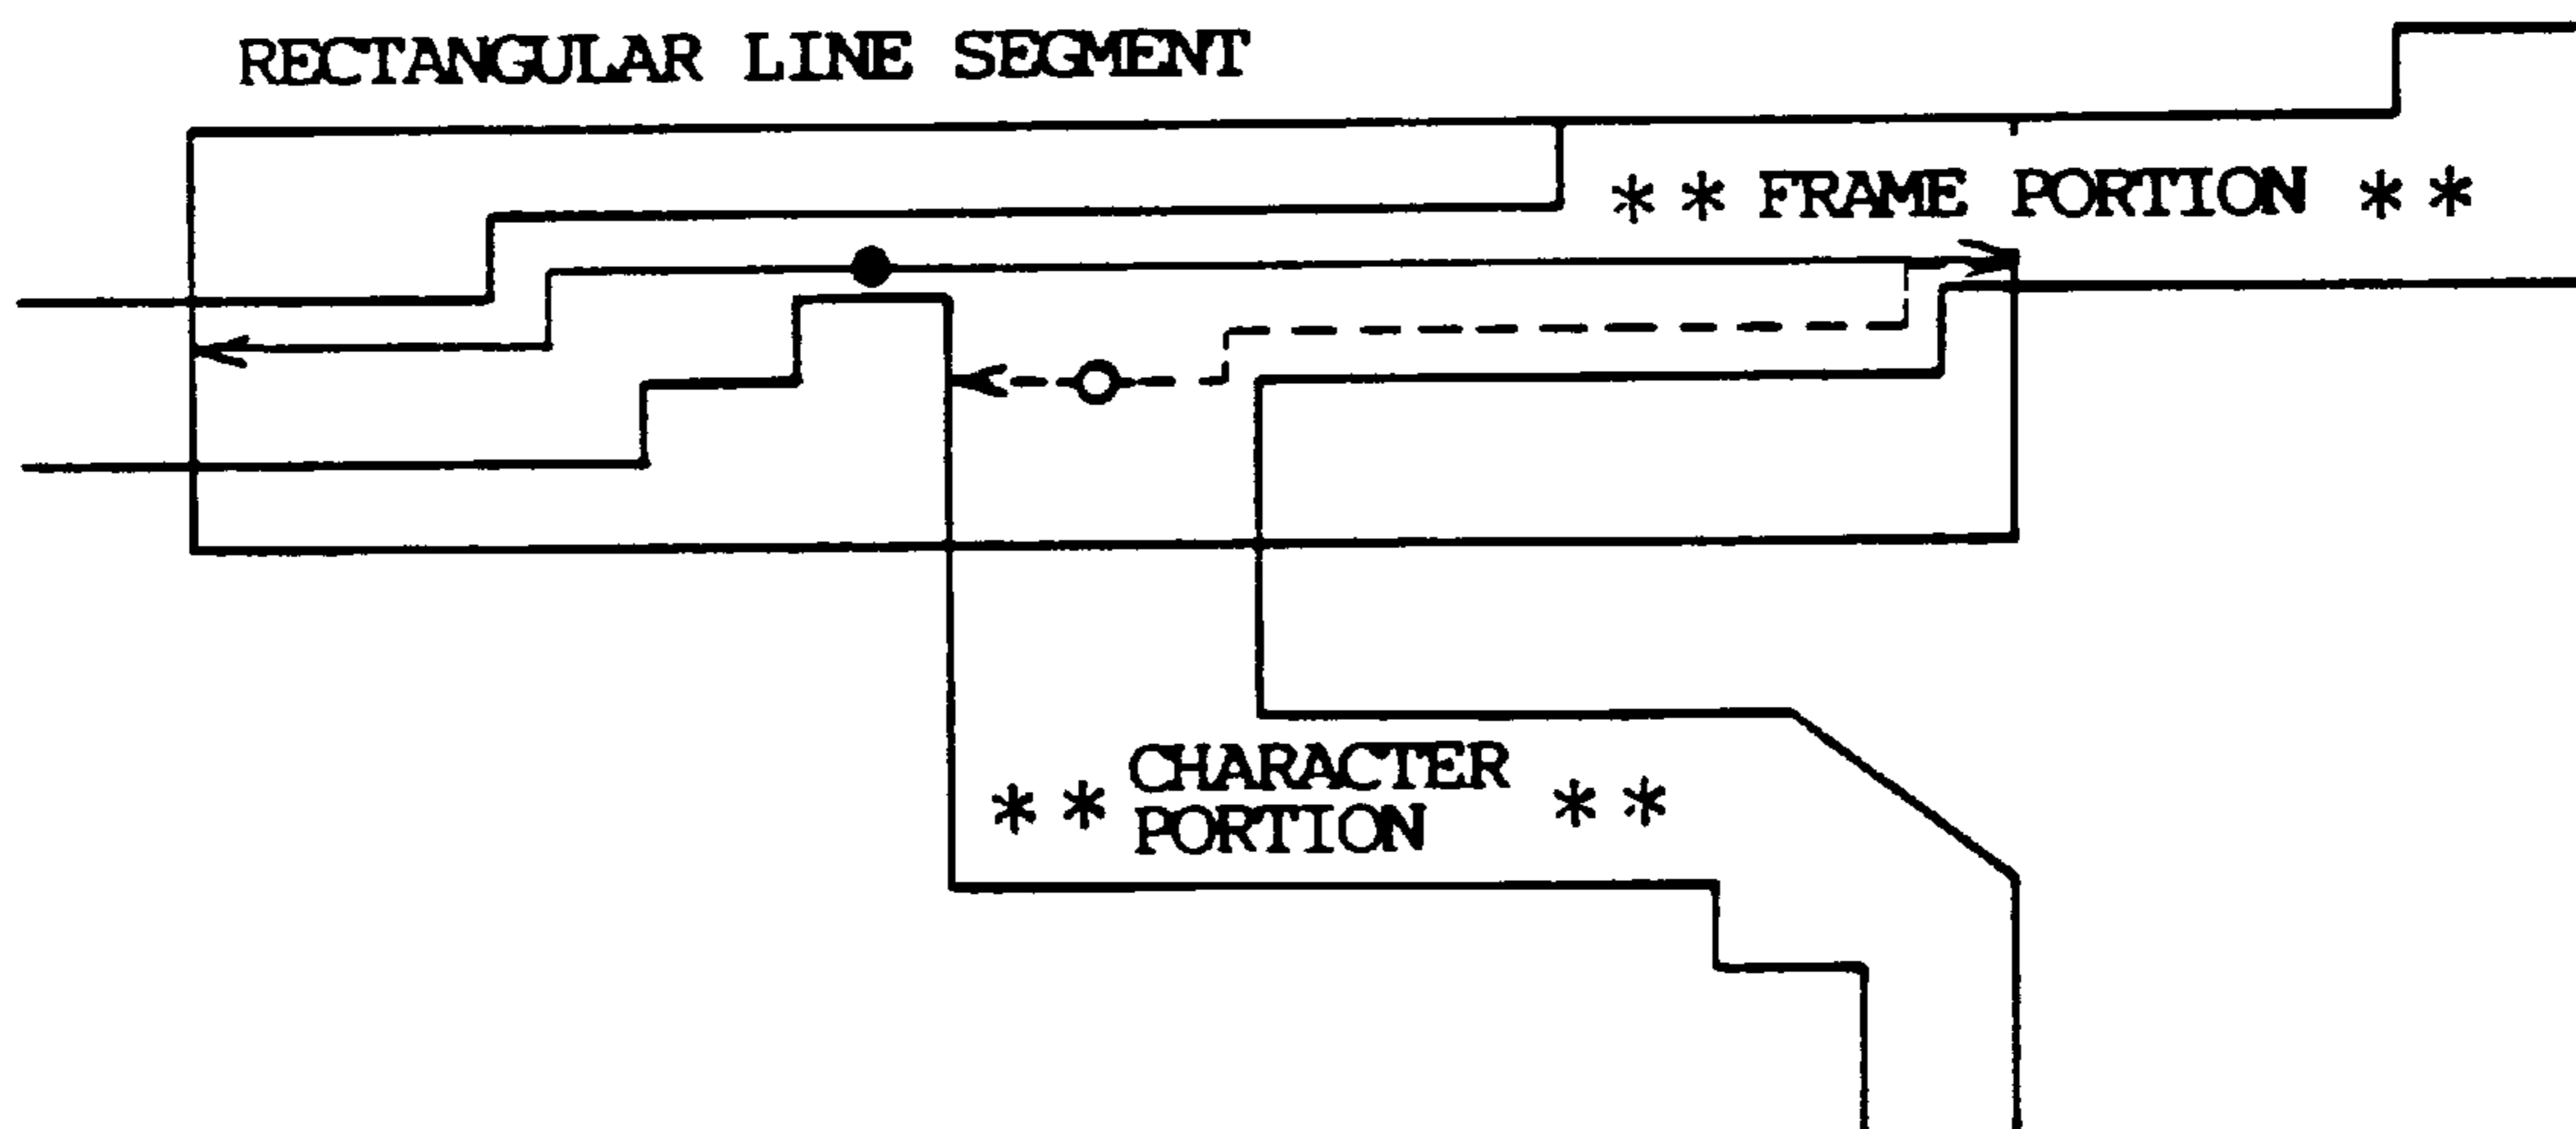 RECTANGULAR LINE SEGMENT
** FRAME PORTION **
** CHARACTER PORTION **